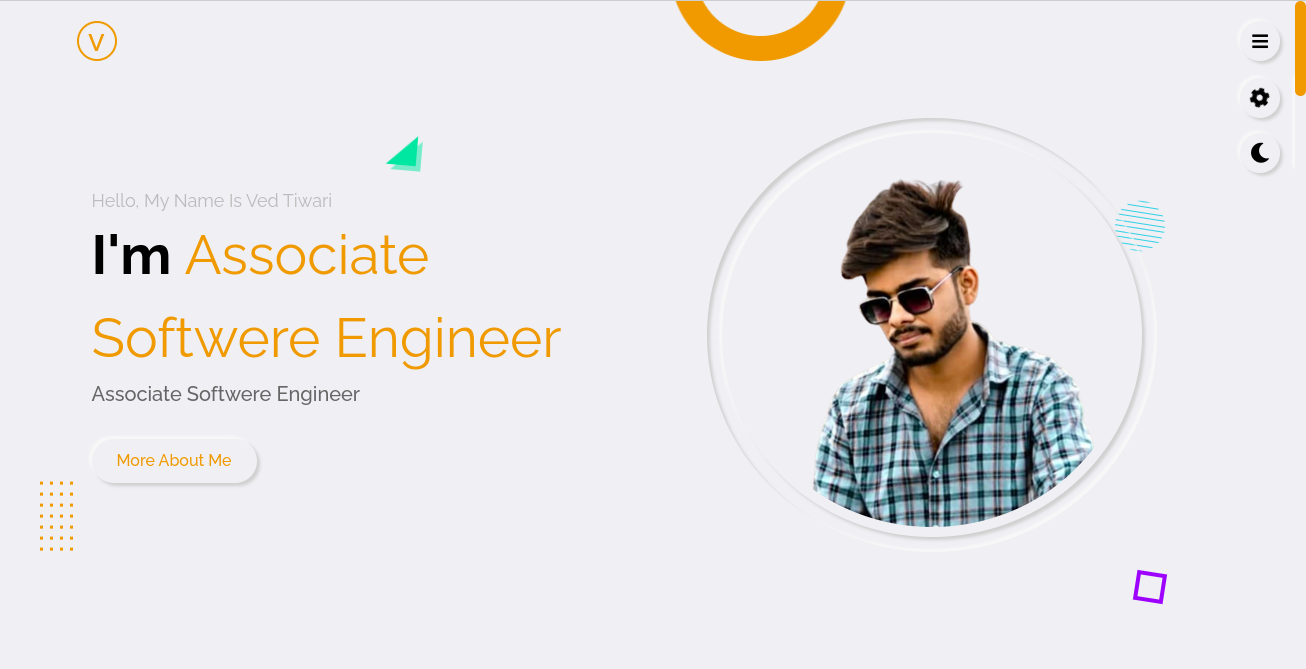 V
Hello, My Name Is Ved Tiwari
I'm Associate
Softwere Engineer
Associate Softwere Engineer
More About Me